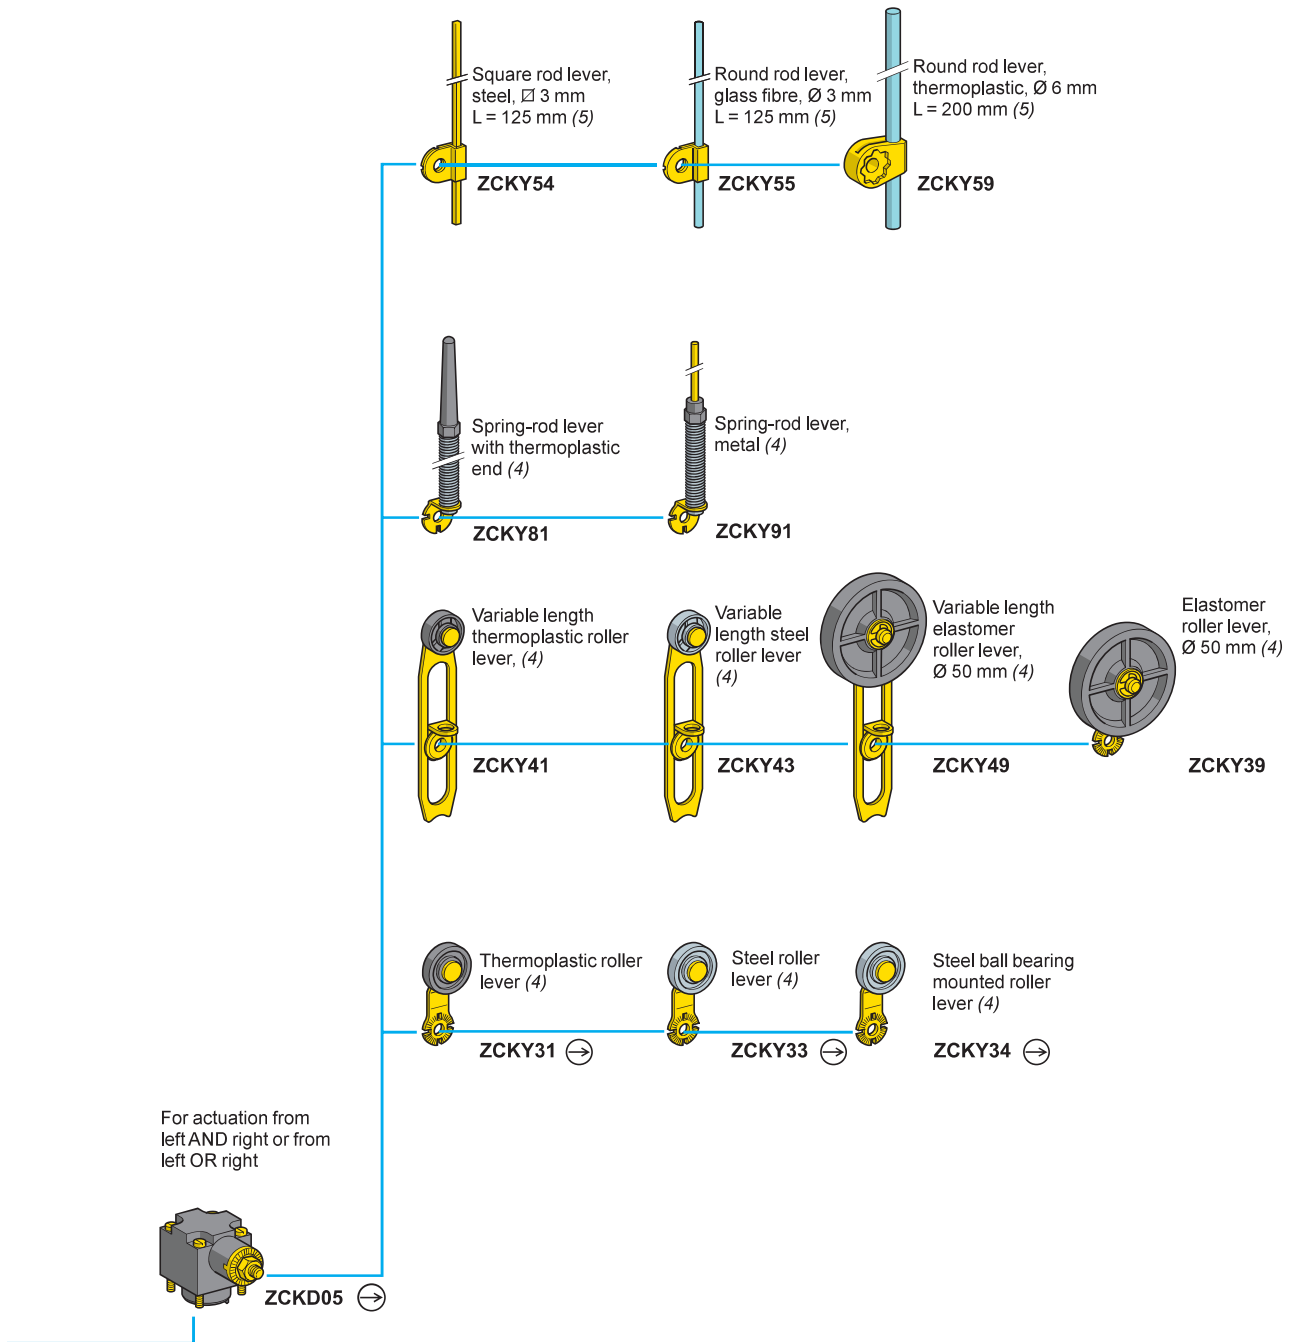 Square rod lever,
steel, ⌀ 3 mm
L = 125 mm (5)
ZCKY54
Round rod lever,
glass fibre, Ø 3 mm
L = 125 mm (5)
ZCKY55
Round rod lever,
thermoplastic, Ø 6 mm
L = 200 mm (5)
ZCKY59
Spring-rod lever
with thermoplastic
end (4)
ZCKY81
Spring-rod lever,
metal (4)
ZCKY91
Variable length
thermoplastic roller
lever, (4)
ZCKY41
Variable
length steel
roller lever
(4)
ZCKY43
Variable length
elastomer
roller lever,
Ø 50 mm (4)
ZCKY49
Elastomer
roller lever,
Ø 50 mm (4)
ZCKY39
Thermoplastic roller
lever (4)
ZCKY31
Steel roller
lever (4)
ZCKY33
Steel ball bearing
mounted roller
lever (4)
ZCKY34
For actuation from
left AND right or from
left OR right
ZCKD05